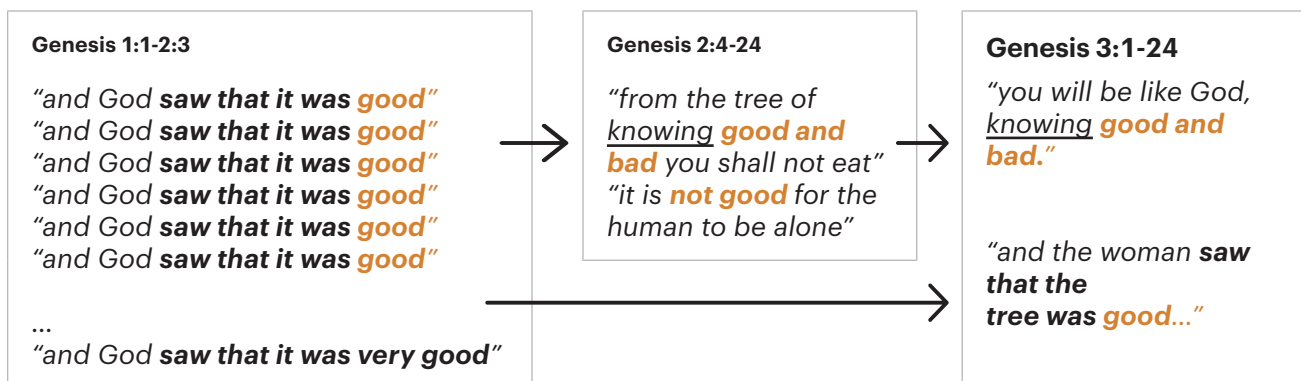 Genesis 1:1-2:3
“and God saw that it was good”
“and God saw that it was good”
“and God saw that it was good”
“and God saw that it was good”
“and God saw that it was good”
“and God saw that it was good”
...
“and God saw that it was very good”
Genesis 2:4-24
“from the tree of
knowing good and
bad you shall not eat”
“it is not good for the
human to be alone”
Genesis 3:1-24
“you will be like God,
knowing good and
bad.”
“and the woman saw
that the
tree was good...”